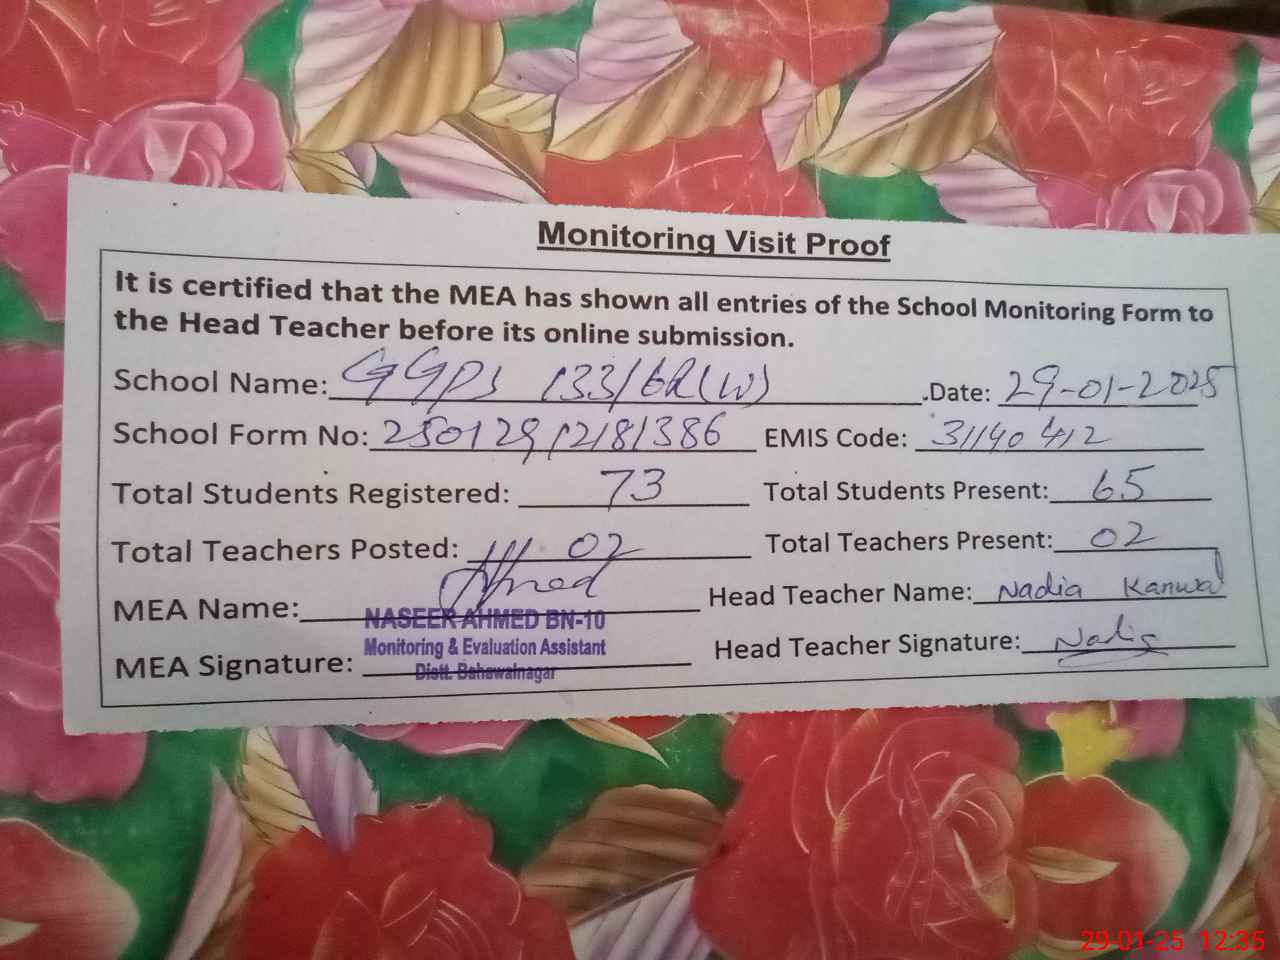 Monitoring Visit Proof
It is certified that the MEA has shown all entries of the School Monitoring Form to
the Head Teacher before its online submission.
School Name: GGPS 133/6R(W) .Date: 29-01-2025
School Form No: 25012912181386 EMIS Code: 31140412
Total Students Registered: 73 Total Students Present: 65
Total Teachers Posted: 02 Total Teachers Present: 02
MEA Name: Ahmed Head Teacher Name: Nadia Kanwal
NASEER AHMED BN-10
Monitoring & Evaluation Assistant
MEA Signature: Head Teacher Signature: Nadia
Distt. Bahawalnagar
29-01-25 12:35